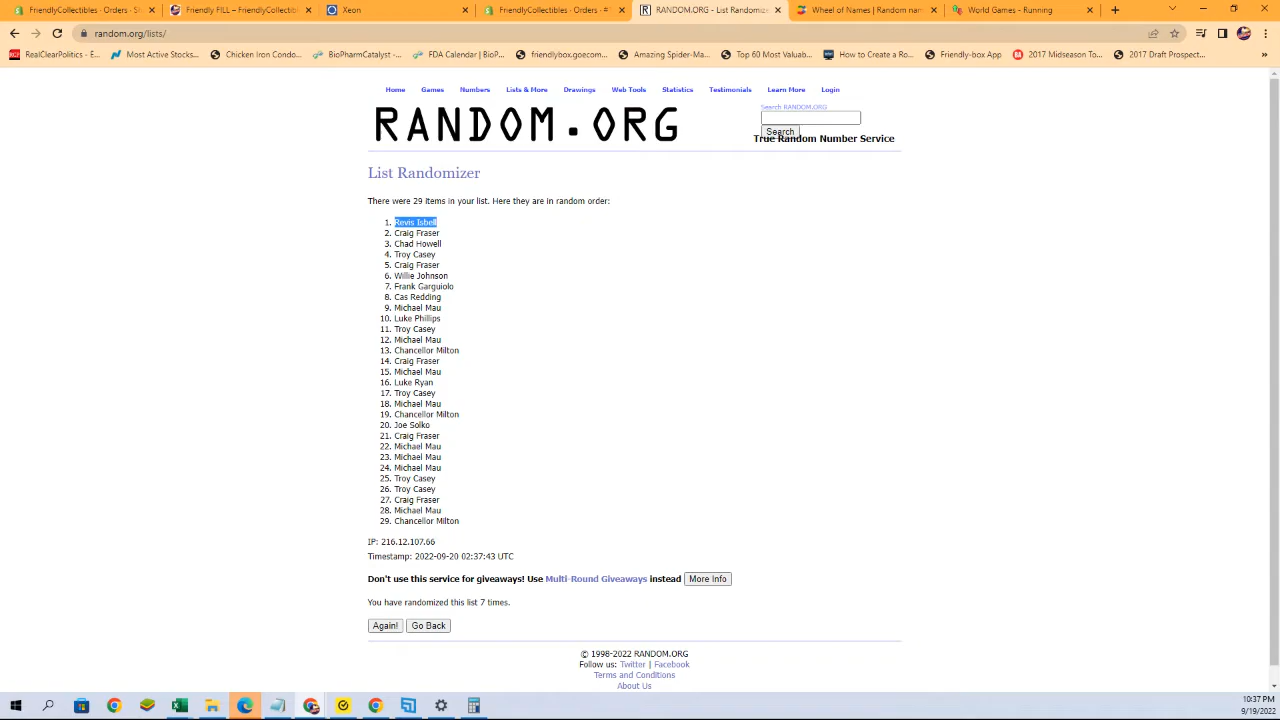 FriendlyCollectibles · Orders · S
Friendly FILL – FriendlyCollecti
Xeon
FriendlyCollectibles · Orders · S
RANDOM.ORG - List Randomize
Wheel of Names | Random nam
World Games - Running
random.org/lists/
RealClearPolitics - E...
Most Active Stocks...
Chicken Iron Condo...
BioPharmCatalyst -...
FDA Calendar | BioP...
friendlybox.goecom...
Amazing Spider-Ma...
Top 60 Most Valuab...
How to Create a Ro...
Friendly-box App
2017 Midseason To...
2017 Draft Prospect...
»
Home Games Numbers Lists & More Drawings Web Tools Statistics Testimonials Learn More Login
RANDOM.ORG
Search RANDOM.ORG
Search
True Random Number Service
List Randomizer
There were 29 items in your list. Here they are in random order:
1. Revis Isbell
2. Craig Fraser
3. Chad Howell
4. Troy Casey
5. Craig Fraser
6. Willie Johnson
7. Frank Garguiolo
8. Cas Redding
9. Michael Mau
10. Luke Phillips
11. Troy Casey
12. Michael Mau
13. Chancellor Milton
14. Craig Fraser
15. Michael Mau
16. Luke Ryan
17. Troy Casey
18. Michael Mau
19. Chancellor Milton
20. Joe Solko
21. Craig Fraser
22. Michael Mau
23. Michael Mau
24. Michael Mau
25. Troy Casey
26. Troy Casey
27. Craig Fraser
28. Michael Mau
29. Chancellor Milton
IP: 216.12.107.66
Timestamp: 2022-09-20 02:37:43 UTC
Don't use this service for giveaways! Use Multi-Round Giveaways instead More Info
You have randomized this list 7 times.
Again! Go Back
© 1998-2022 RANDOM.ORG
Follow us: Twitter | Facebook
Terms and Conditions
About Us
10:37 PM
9/19/2022